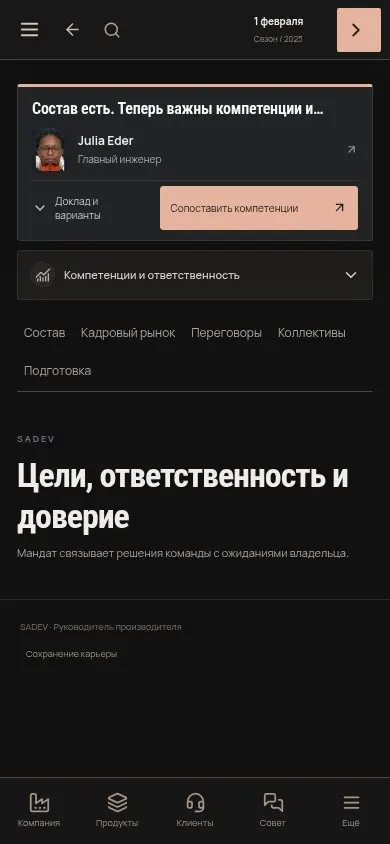 1 февраля
Сезон / 2025
Состав есть. Теперь важны компетенции и…
Julia Eder
Главный инженер
Доклад и
варианты
Сопоставить компетенции
Компетенции и ответственность
Состав Кадровый рынок Переговоры Коллективы
Подготовка
SADEV
Цели, ответственность и
доверие
Мандат связывает решения команды с ожиданиями владельца.
SADEV · Руководитель производителя
Сохранение карьеры
Компания Продукты Клиенты Совет Ещё